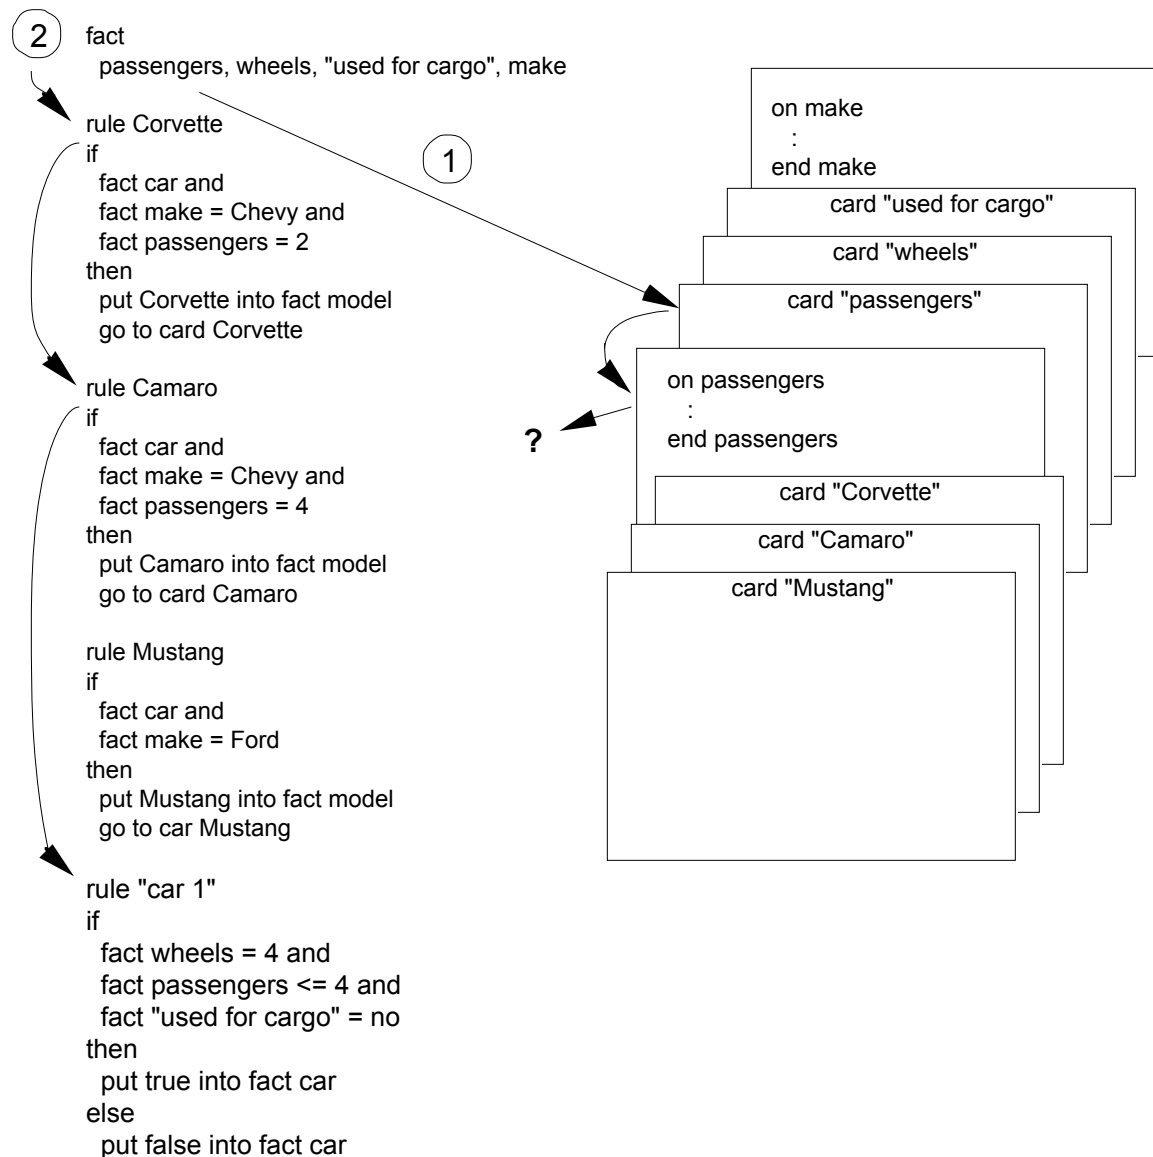 2
fact
passengers, wheels, "used for cargo", make
rule Corvette
if
fact car and
fact make = Chevy and
fact passengers = 2
then
put Corvette into fact model
go to card Corvette
rule Camaro
if
fact car and
fact make = Chevy and
fact passengers = 4
then
put Camaro into fact model
go to card Camaro
rule Mustang
if
fact car and
fact make = Ford
then
put Mustang into fact model
go to car Mustang
rule "car 1"
if
fact wheels = 4 and
fact passengers <= 4 and
fact "used for cargo" = no
then
put true into fact car
else
put false into fact car
1
on make
:
end make
card "used for cargo"
card "wheels"
card "passengers"
on passengers
:
end passengers
?
card "Corvette"
card "Camaro"
card "Mustang"